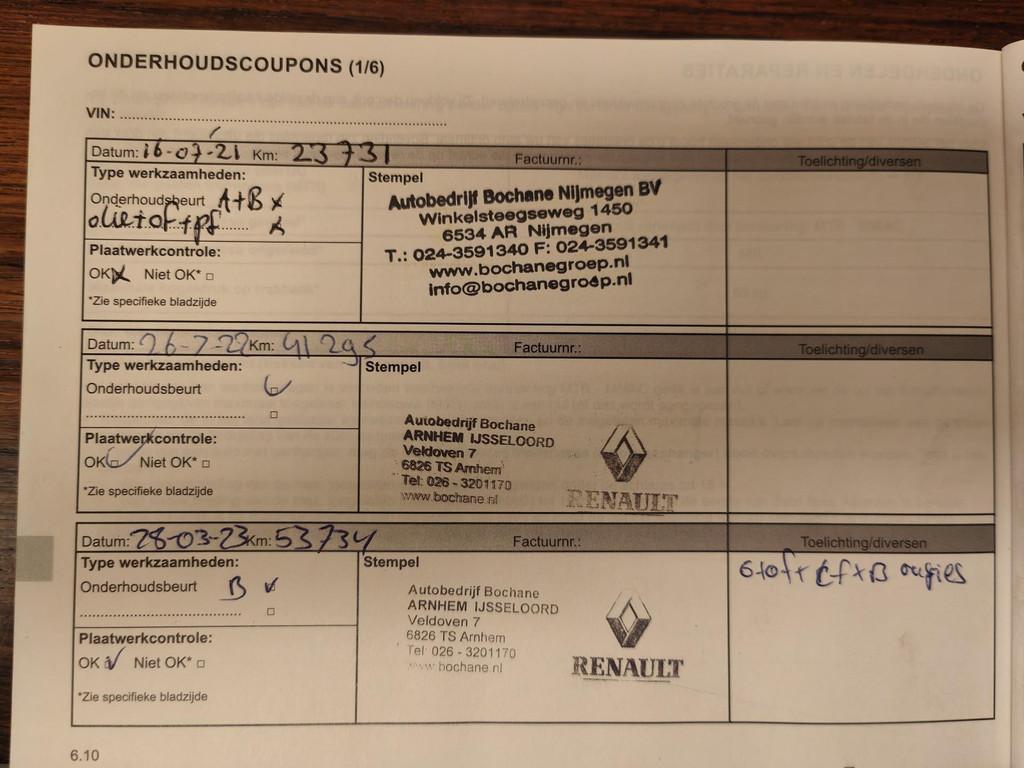 ONDERHOUDSCOUPONS (1/6)
VIN:
Datum: 16-07-21 Km: 23731 Factuurnr.: Toelichting/diversen
Type werkzaamheden:
Onderhoudsbeurt A+B x
olie+of+pf x
Plaatwerkcontrole:
OK x Niet OK*
*Zie specifieke bladzijde
Stempel
Autobedrijf Bochane Nijmegen BV
Winkelsteegseweg 1450
6534 AR Nijmegen
T.: 024-3591340 F: 024-3591341
www.bochanegroep.nl
info@bochanegroep.nl
Datum: 26-7-22 Km: 41295 Factuurnr.: Toelichting/diversen
Type werkzaamheden:
Onderhoudsbeurt
Plaatwerkcontrole:
OK Niet OK*
*Zie specifieke bladzijde
Stempel
Autobedrijf Bochane
ARNHEM IJSSELOORD
Veldoven 7
6826 TS Arnhem
Tel: 026 - 3201170
www.bochane.nl
RENAULT
Datum: 28-03-23 Km: 53734 Factuurnr.: Toelichting/diversen
Type werkzaamheden:
Onderhoudsbeurt B
Plaatwerkcontrole:
OK Niet OK*
*Zie specifieke bladzijde
Stempel
Autobedrijf Bochane
ARNHEM IJSSELOORD
Veldoven 7
6826 TS Arnhem
Tel: 026 - 3201170
www.bochane.nl
RENAULT
6.10